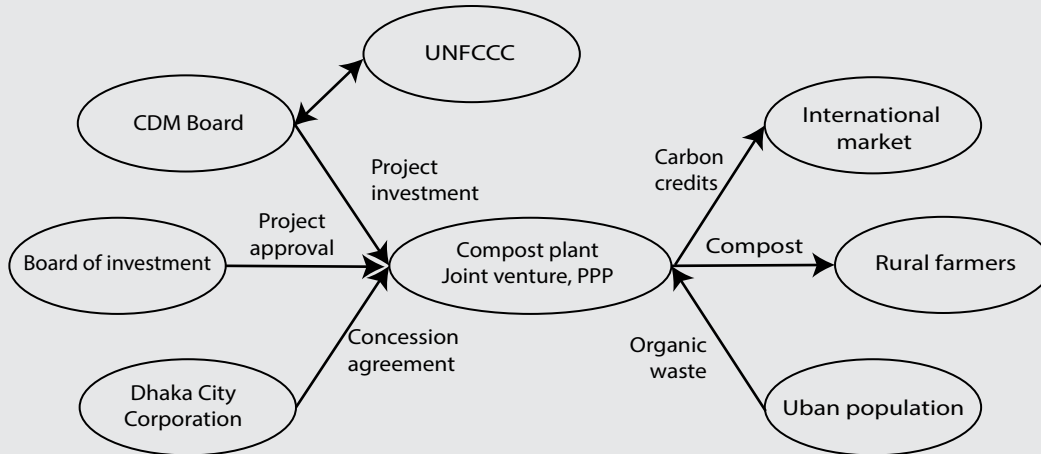 UNFCCC
CDM Board
International
market
Project
investment
Carbon
credits
Project
approval
Board of investment
Compost plant
Joint venture, PPP
Compost
Rural farmers
Concession
agreement
Organic
waste
Dhaka City
Corporation
Uban population